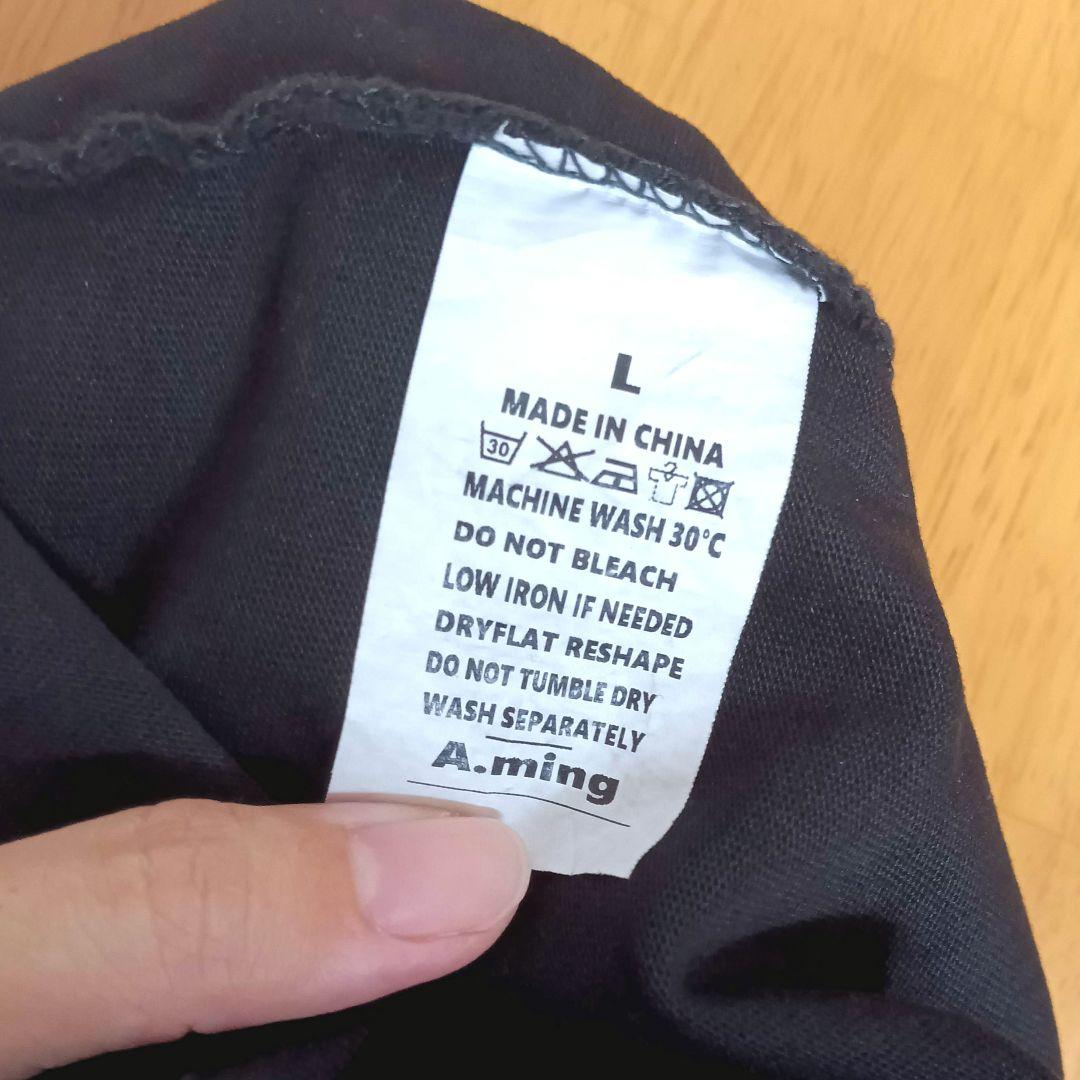 L
MADE IN CHINA
30
MACHINE WASH 30°C
DO NOT BLEACH
LOW IRON IF NEEDED
DRYFLAT RESHAPE
DO NOT TUMBLE DRY
WASH SEPARATELY
A.ming